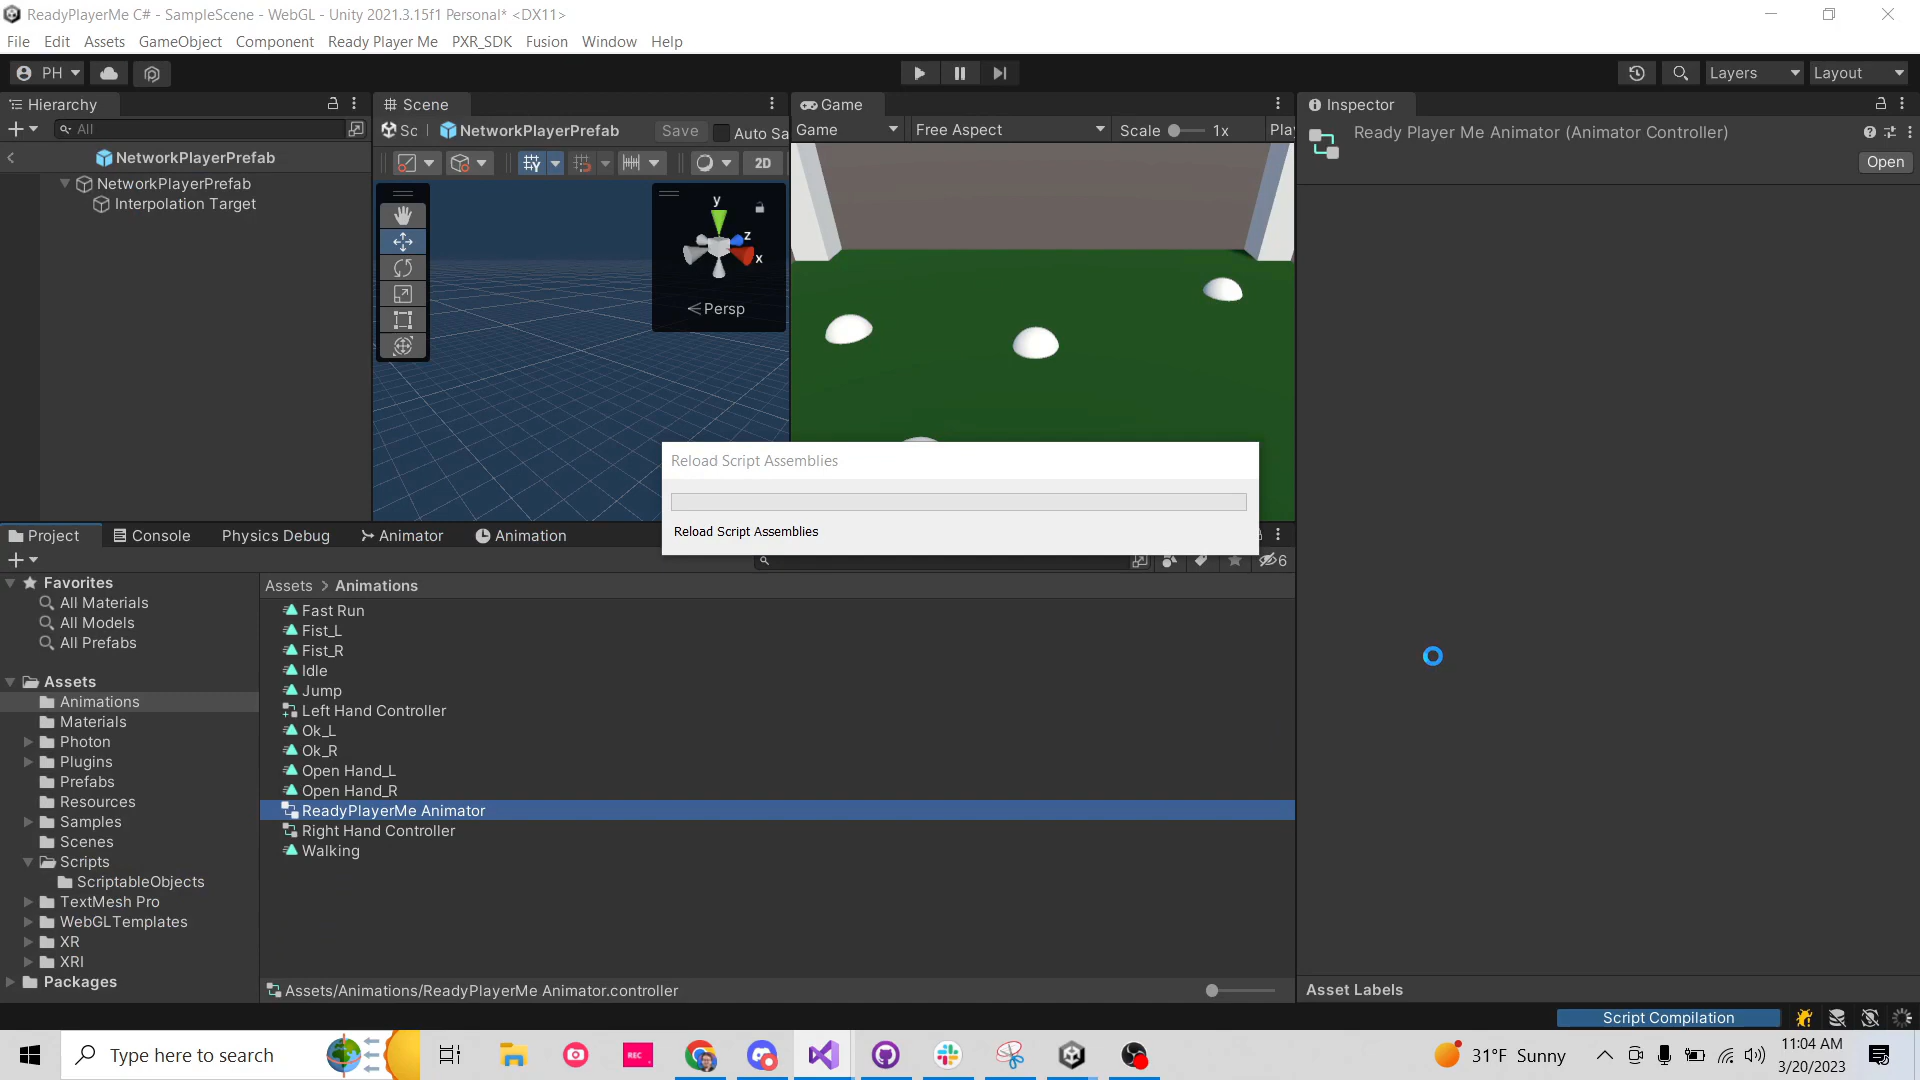 ReadyPlayerMe C# - SampleScene - WebGL - Unity 2021.3.15f1 Personal* <DX11>
File Edit Assets GameObject Component Ready Player Me PXR_SDK Fusion Window Help
PH
Layers
Layout
Hierarchy
Scene
Game
Inspector
All
Sc
NetworkPlayerPrefab
Save
Auto Sa
Game
Free Aspect
Scale
1x
Play
Ready Player Me Animator (Animator Controller)
Open
NetworkPlayerPrefab
2D
NetworkPlayerPrefab
Interpolation Target
y
z
x
Persp
Reload Script Assemblies
Reload Script Assemblies
Project
Console
Physics Debug
Animator
Animation
6
Favorites
All Materials
All Models
All Prefabs
Assets
Animations
Materials
Photon
Plugins
Prefabs
Resources
Samples
Scenes
Scripts
ScriptableObjects
TextMesh Pro
WebGLTemplates
XR
XRI
Packages
Assets > Animations
Fast Run
Fist_L
Fist_R
Idle
Jump
Left Hand Controller
Ok_L
Ok_R
Open Hand_L
Open Hand_R
ReadyPlayerMe Animator
Right Hand Controller
Walking
Assets/Animations/ReadyPlayerMe Animator.controller
Asset Labels
Script Compilation
Type here to search
REC
31°F Sunny
11:04 AM
3/20/2023